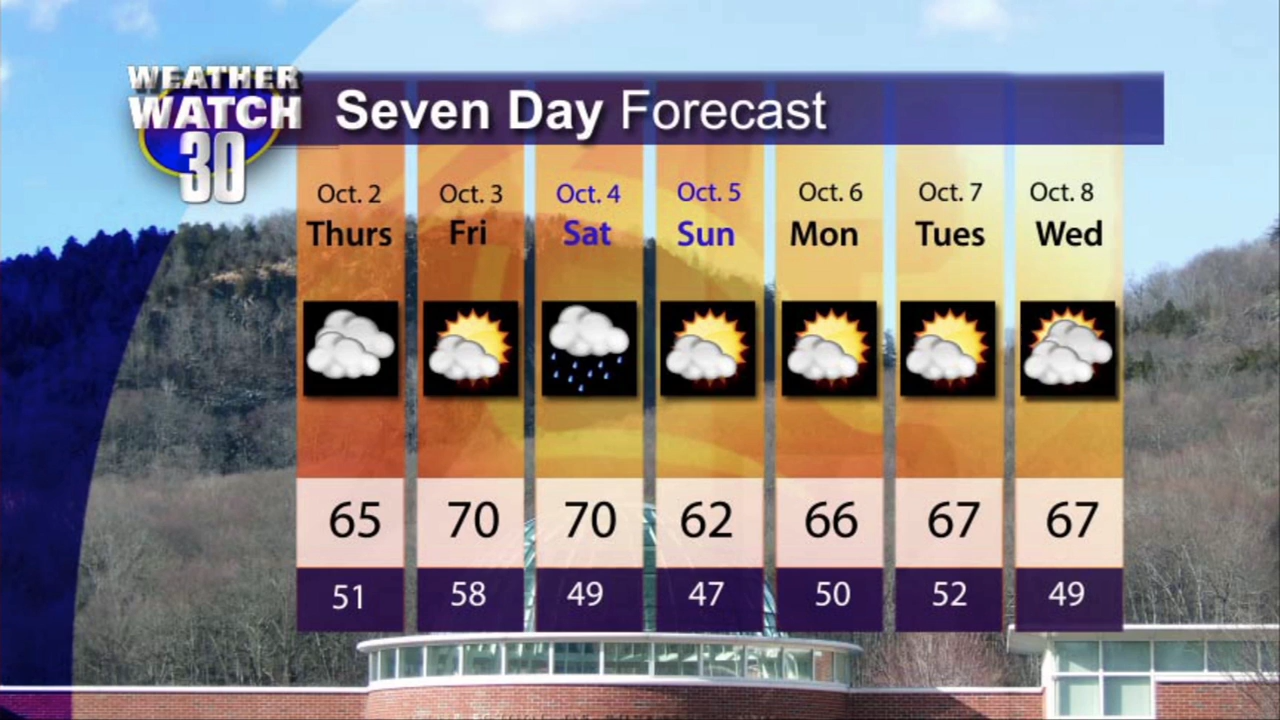 WEATHER
WATCH
30
Seven Day Forecast
Oct. 2 Oct. 3 Oct. 4 Oct. 5 Oct. 6 Oct. 7 Oct. 8
Thurs Fri Sat Sun Mon Tues Wed
65 70 70 62 66 67 67
51 58 49 47 50 52 49